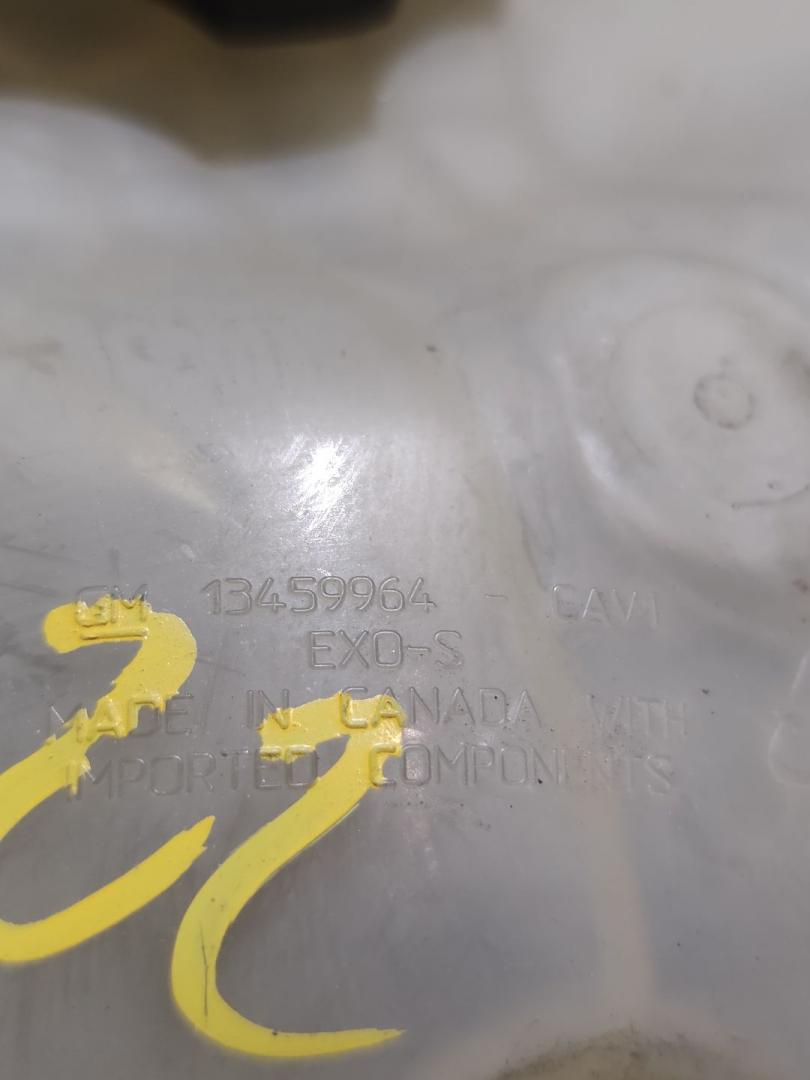 GM 13459964 - CAV1
EXO-S
MADE IN CANADA WITH
IMPORTED COMPONENTS
22